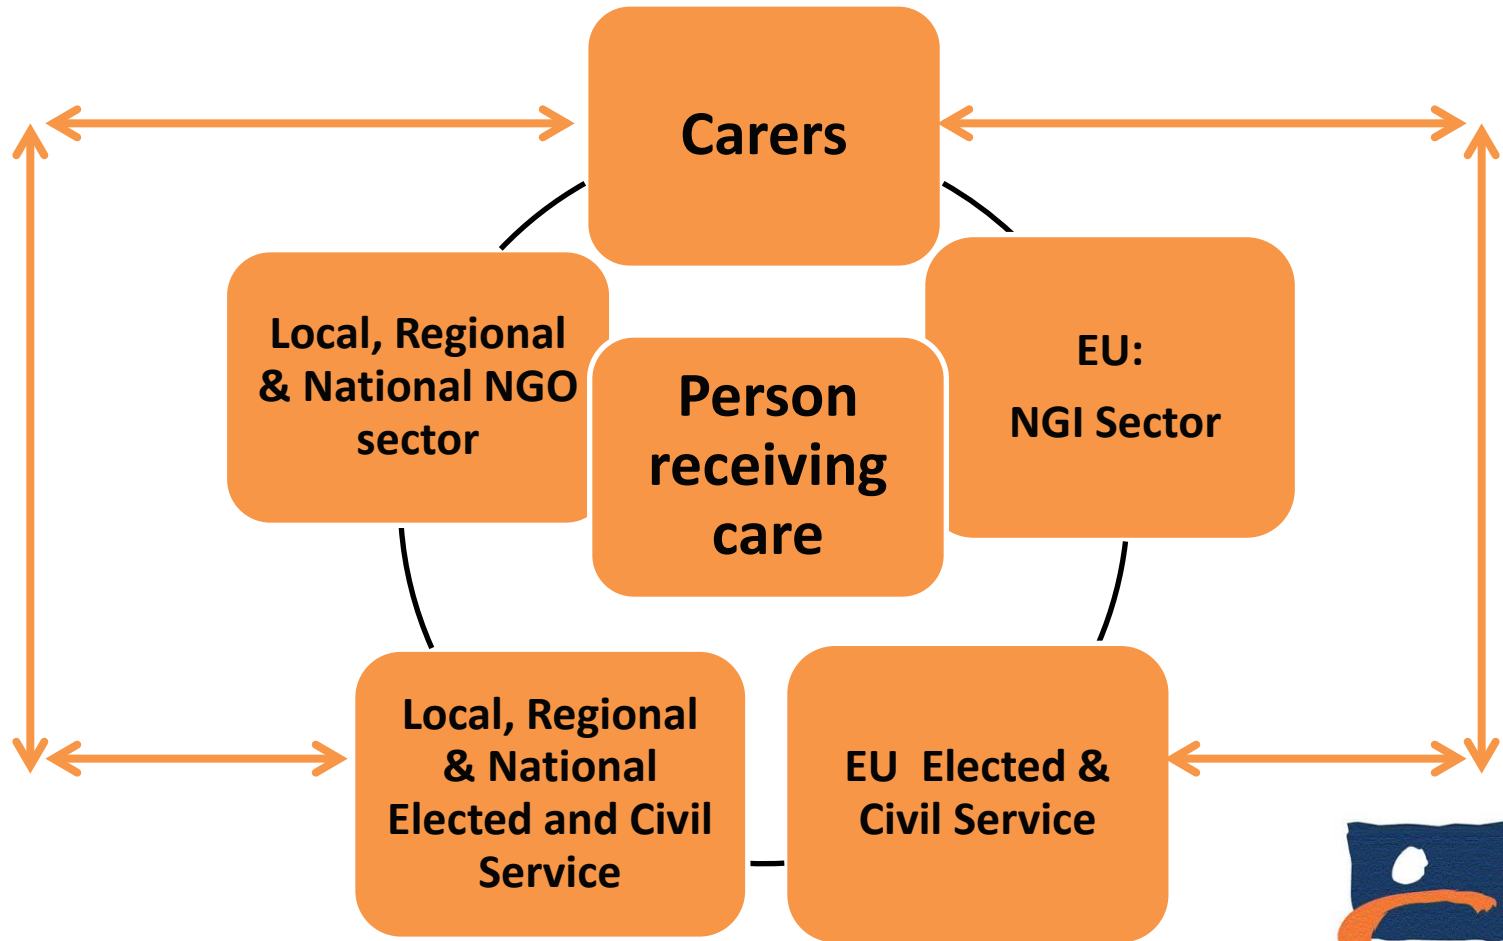 Carers
Local, Regional
& National NGO
sector
EU:
NGI Sector
Person
receiving
care
Local, Regional
& National
Elected and Civil
Service
EU  Elected &
Civil Service